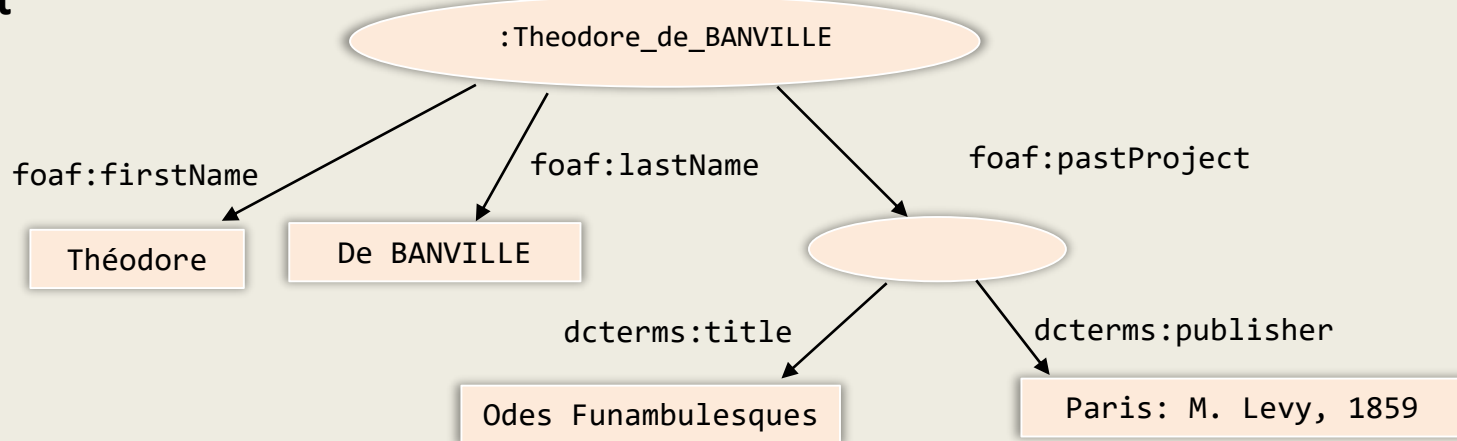 :Theodore_de_BANVILLE
foaf:firstName
foaf:lastName
foaf:pastProject
Théodore
De BANVILLE
dcterms:title
dcterms:publisher
Odes Funambulesques
Paris: M. Levy, 1859